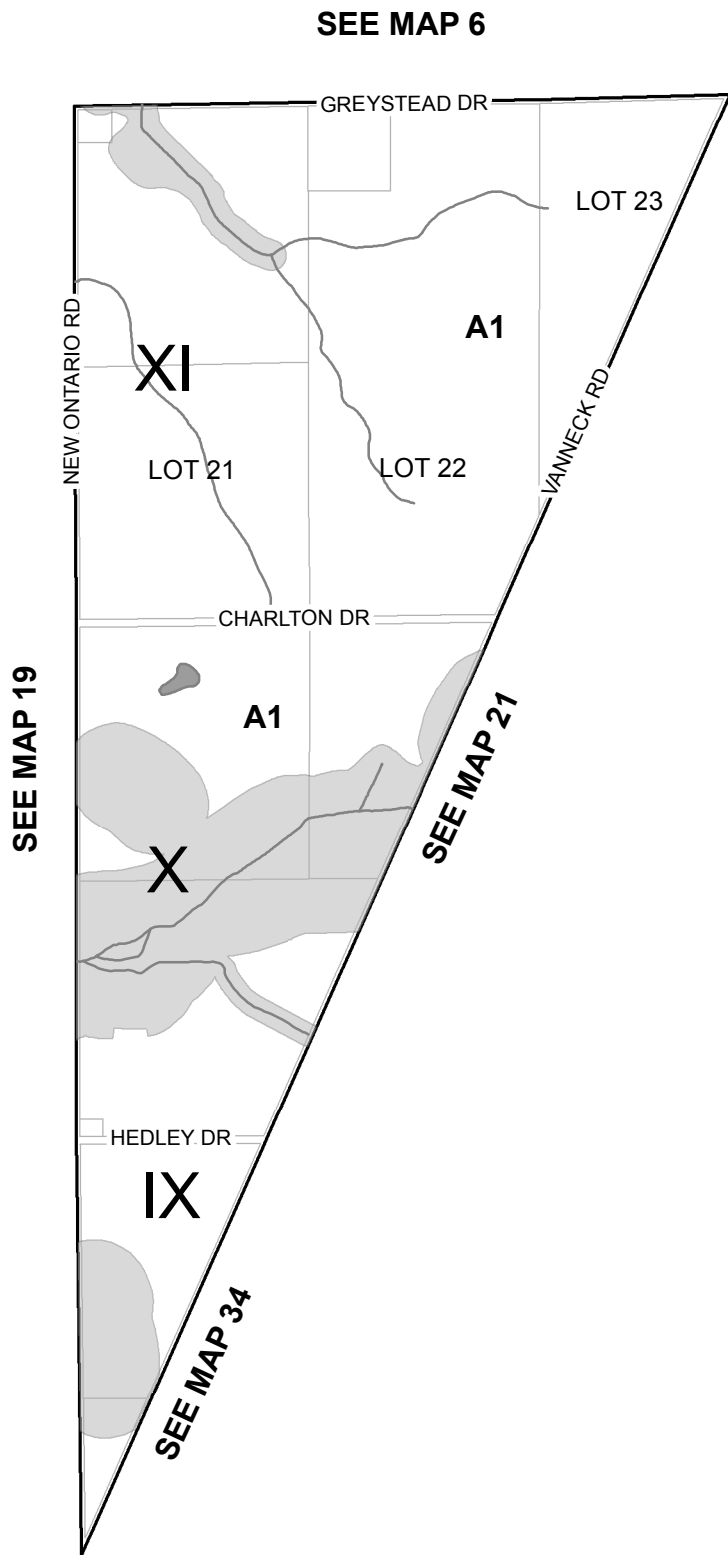 SEE MAP 6
GREYSTEAD DR
LOT 23
NEW ONTARIO RD
A1
XI
VANNECK RD
LOT 21
LOT 22
CHARLTON DR
SEE MAP 19
A1
SEE MAP 21
X
HEDLEY DR
IX
SEE MAP 34